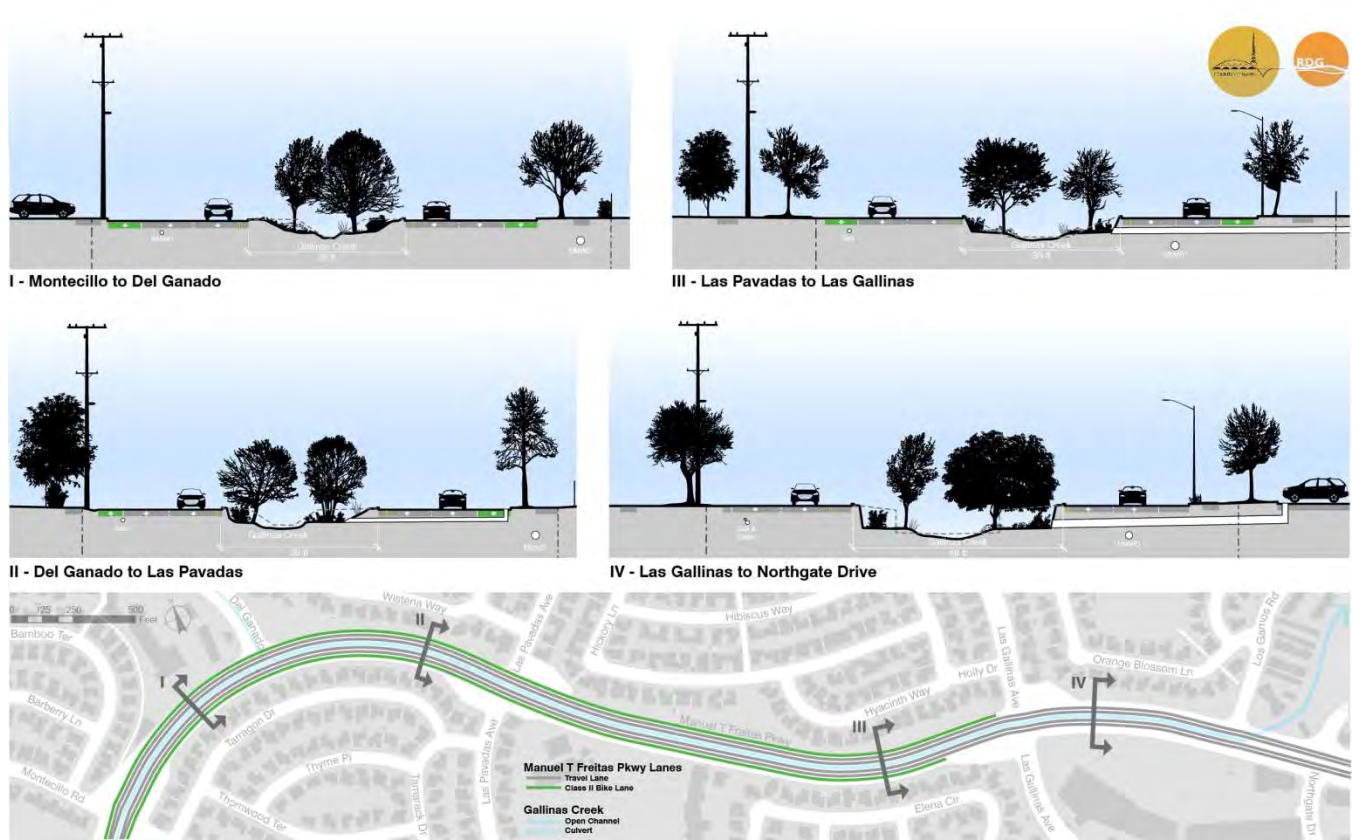 RDG
Gallinas Creek
I - Montecillo to Del Ganado
Gallinas Creek
III - Las Pavadas to Las Gallinas
Gallinas Creek
II - Del Ganado to Las Pavadas
IV - Las Gallinas to Northgate Drive
0 125 250 500
Feet
Bamboo Ter
Del Ganado
Wisteria Way
II
Las Pavadas Ave
Hickory Ln
Hibiscus Way
Las Gallinas Ave
Los Gamos Rd
Orange Blossom Ln
Holly Dr
Hyacinth Way
I
IV
III
Barberry Ln
Tarragon Dr
Manuel T Freitas Pkwy
Montecillo Rd
Thyme Pl
Thornwood Ter
Tamarack Dr
Las Pavadas Ave
Elena Cir
Las Gallinas Ave
Northgate Dr
Manuel T Freitas Pkwy Lanes
Travel Lane
Class II Bike Lane
Gallinas Creek
Open Channel
Culvert